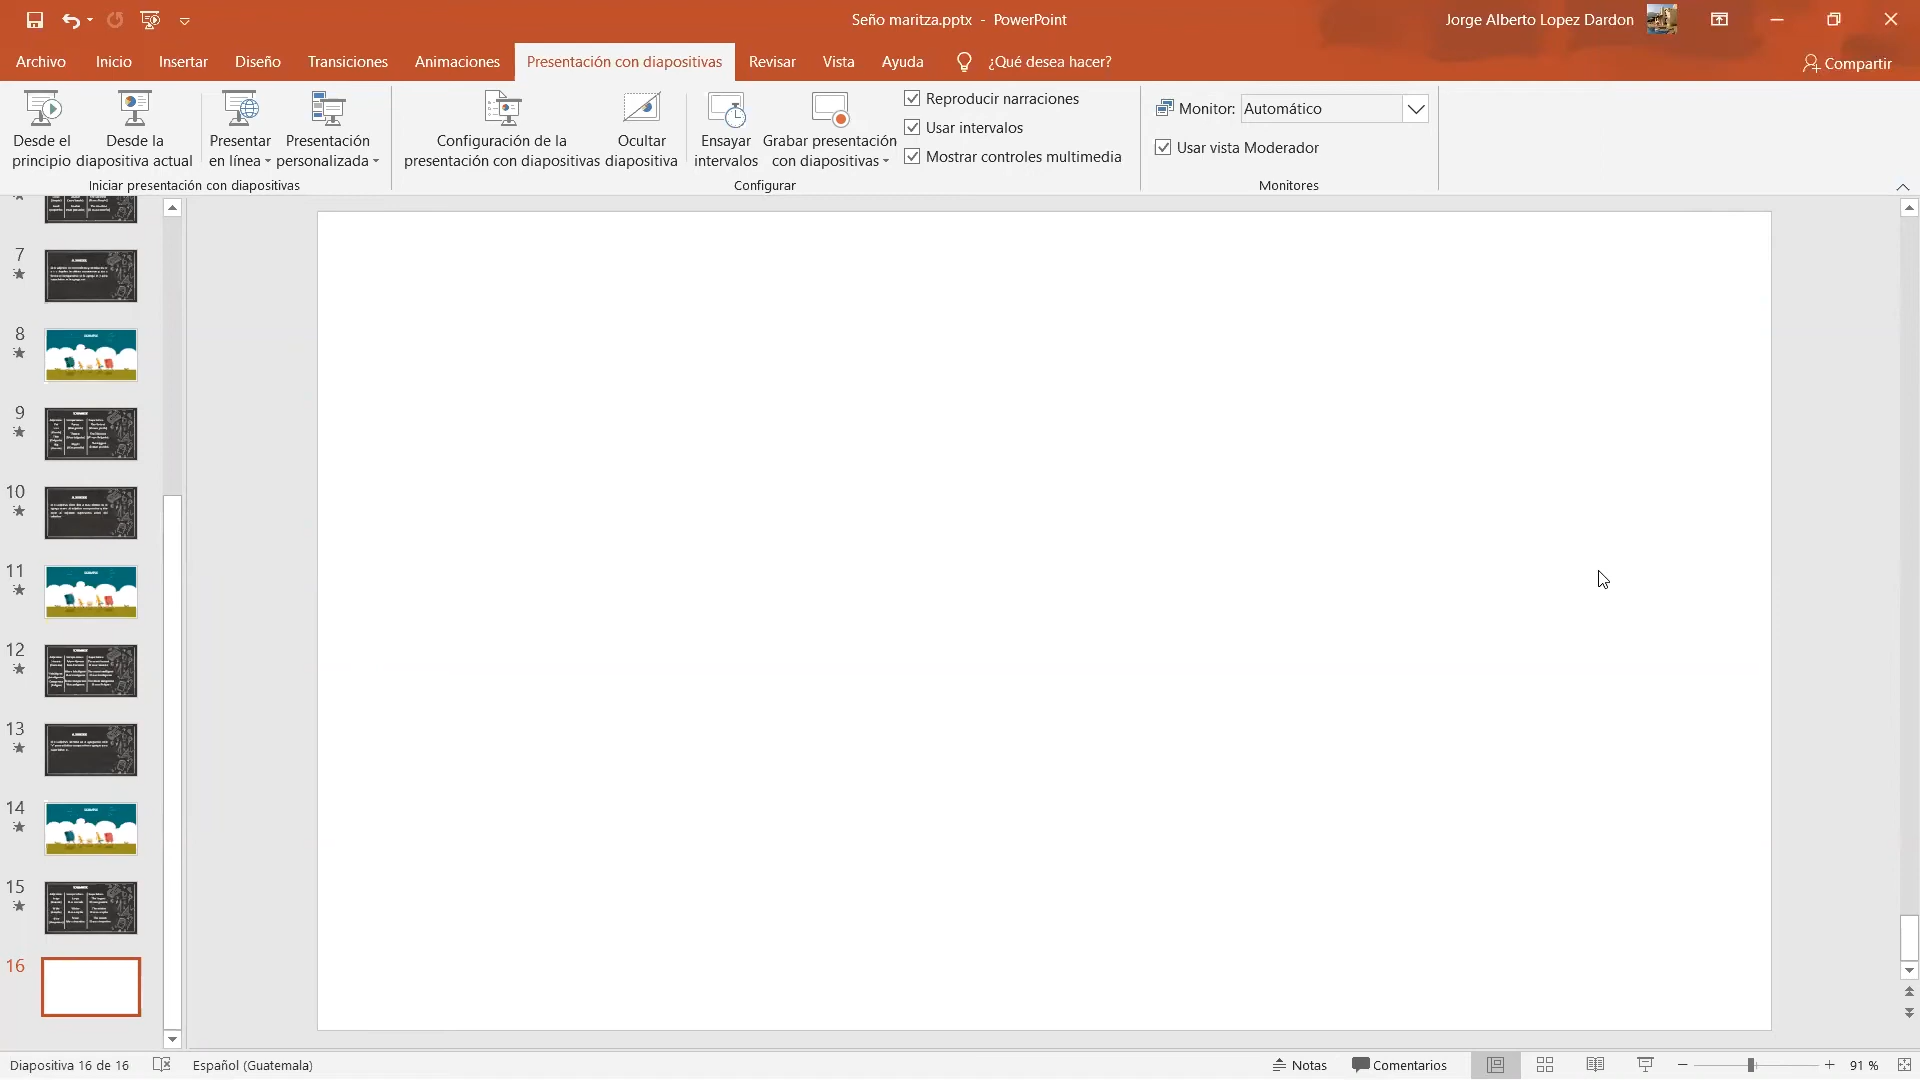 Seño maritza.pptx - PowerPoint
Jorge Alberto Lopez Dardon
Archivo
Inicio
Insertar
Diseño
Transiciones
Animaciones
Presentación con diapositivas
Revisar
Vista
Ayuda
¿Qué desea hacer?
Compartir
Desde el principio
Desde la diapositiva actual
Presentar en línea
Presentación personalizada
Iniciar presentación con diapositivas
Configuración de la presentación con diapositivas
Ocultar diapositiva
Ensayar intervalos
Grabar presentación con diapositivas
Reproducir narraciones
Usar intervalos
Mostrar controles multimedia
Configurar
Monitor: Automático
Usar vista Moderador
Monitores
7
8
9
10
11
12
13
14
15
16
Diapositiva 16 de 16
Español (Guatemala)
Notas
Comentarios
91 %